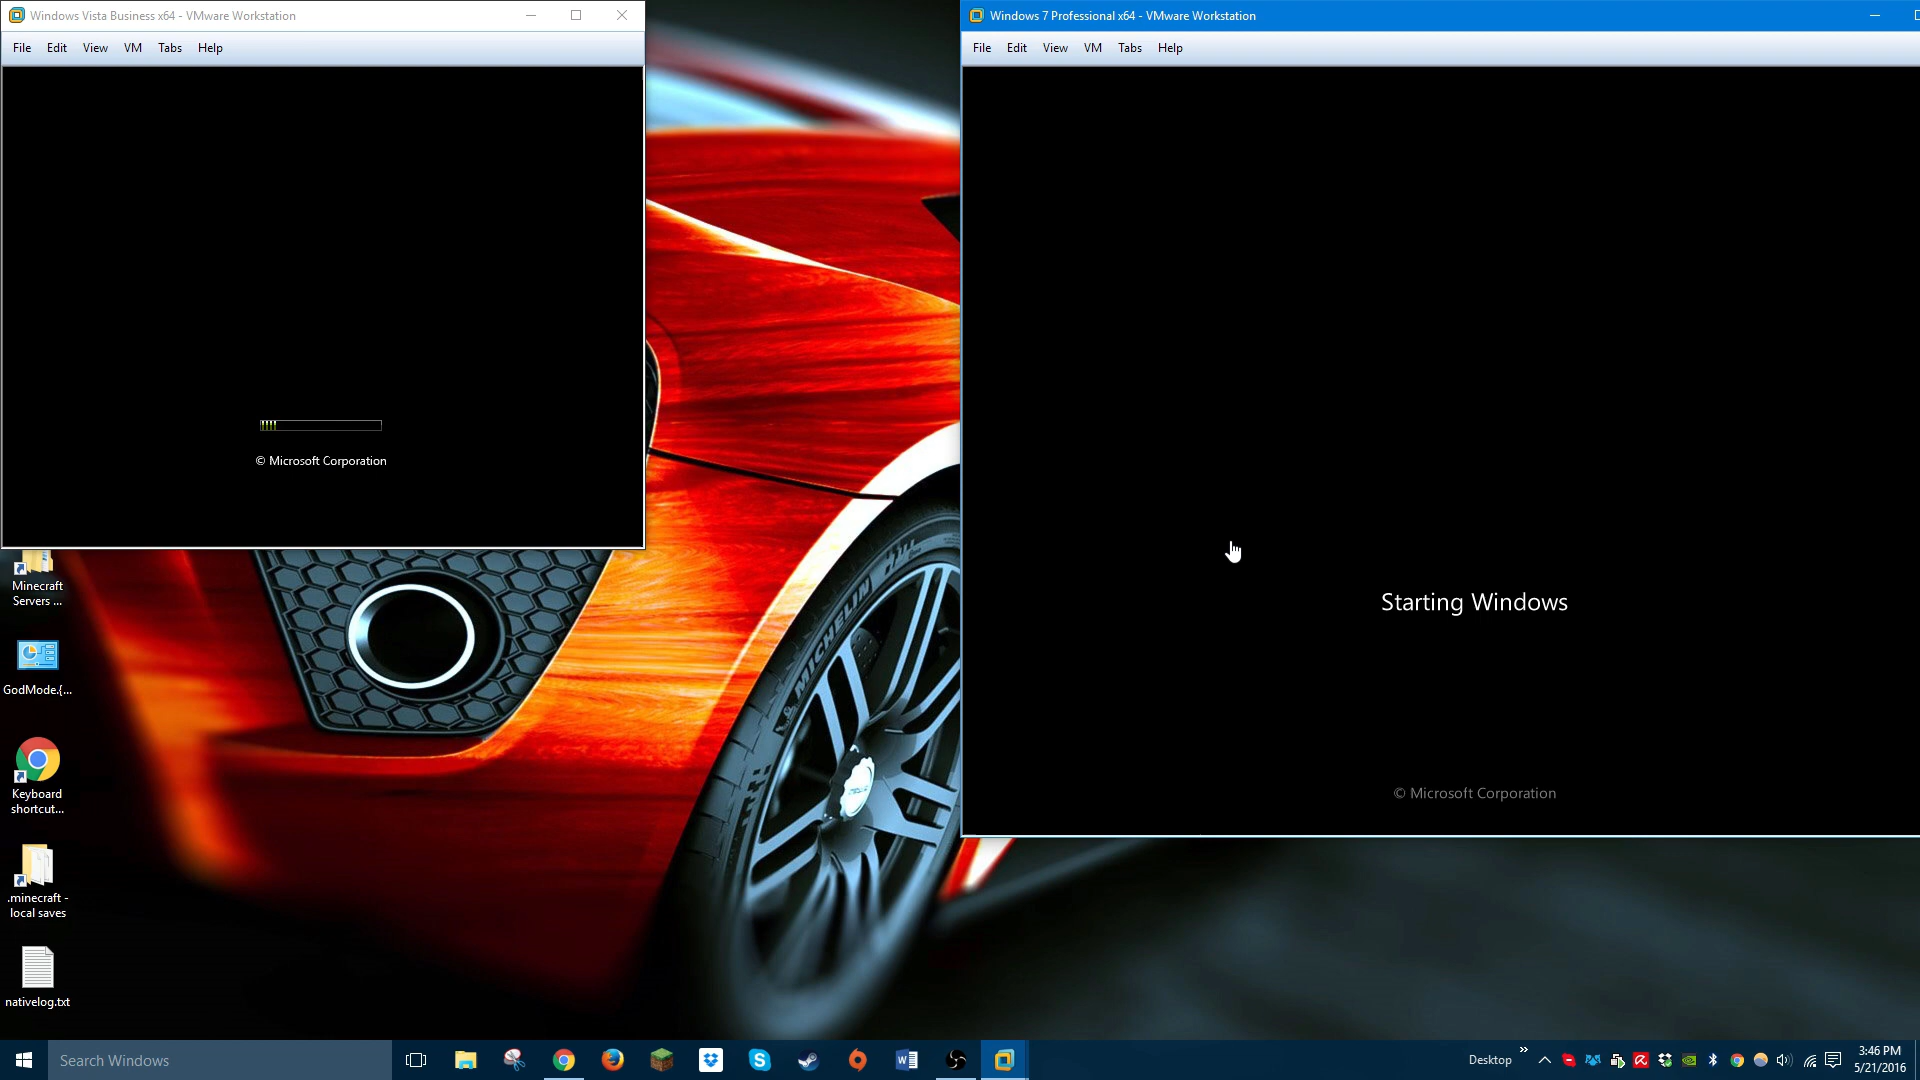 Windows Vista Business x64 - VMware Workstation
File Edit View VM Tabs Help
© Microsoft Corporation
Windows 7 Professional x64 - VMware Workstation
File Edit View VM Tabs Help
Starting Windows
© Microsoft Corporation
MICHELIN
Minecraft
Servers ...
GodMode.{...
Keyboard
shortcut...
.minecraft -
local saves
nativelog.txt
Search Windows
Desktop
3:46 PM
5/21/2016